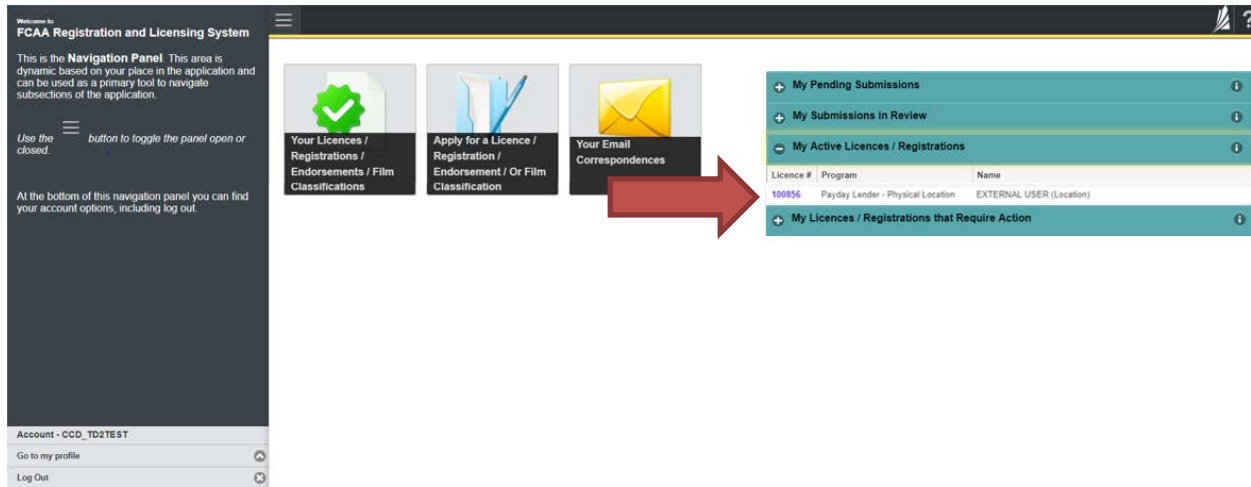 Welcome to
FCAA Registration and Licensing System
This is the Navigation Panel. This area is
dynamic based on your place in the application and
can be used as a primary tool to navigate
subsections of the application.
Use the button to toggle the panel open or
closed.
At the bottom of this navigation panel you can find
your account options, including log out.
Account - CCD_TD2TEST
Go to my profile
Log Out
?
Your Licences /
Registrations /
Endorsements / Film
Classifications
Apply for a Licence /
Registration /
Endorsement / Or Film
Classification
Your Email
Correspondences
My Pending Submissions
My Submissions in Review
My Active Licences / Registrations
Licence # Program Name
100856 Payday Lender - Physical Location EXTERNAL USER (Location)
My Licences / Registrations that Require Action